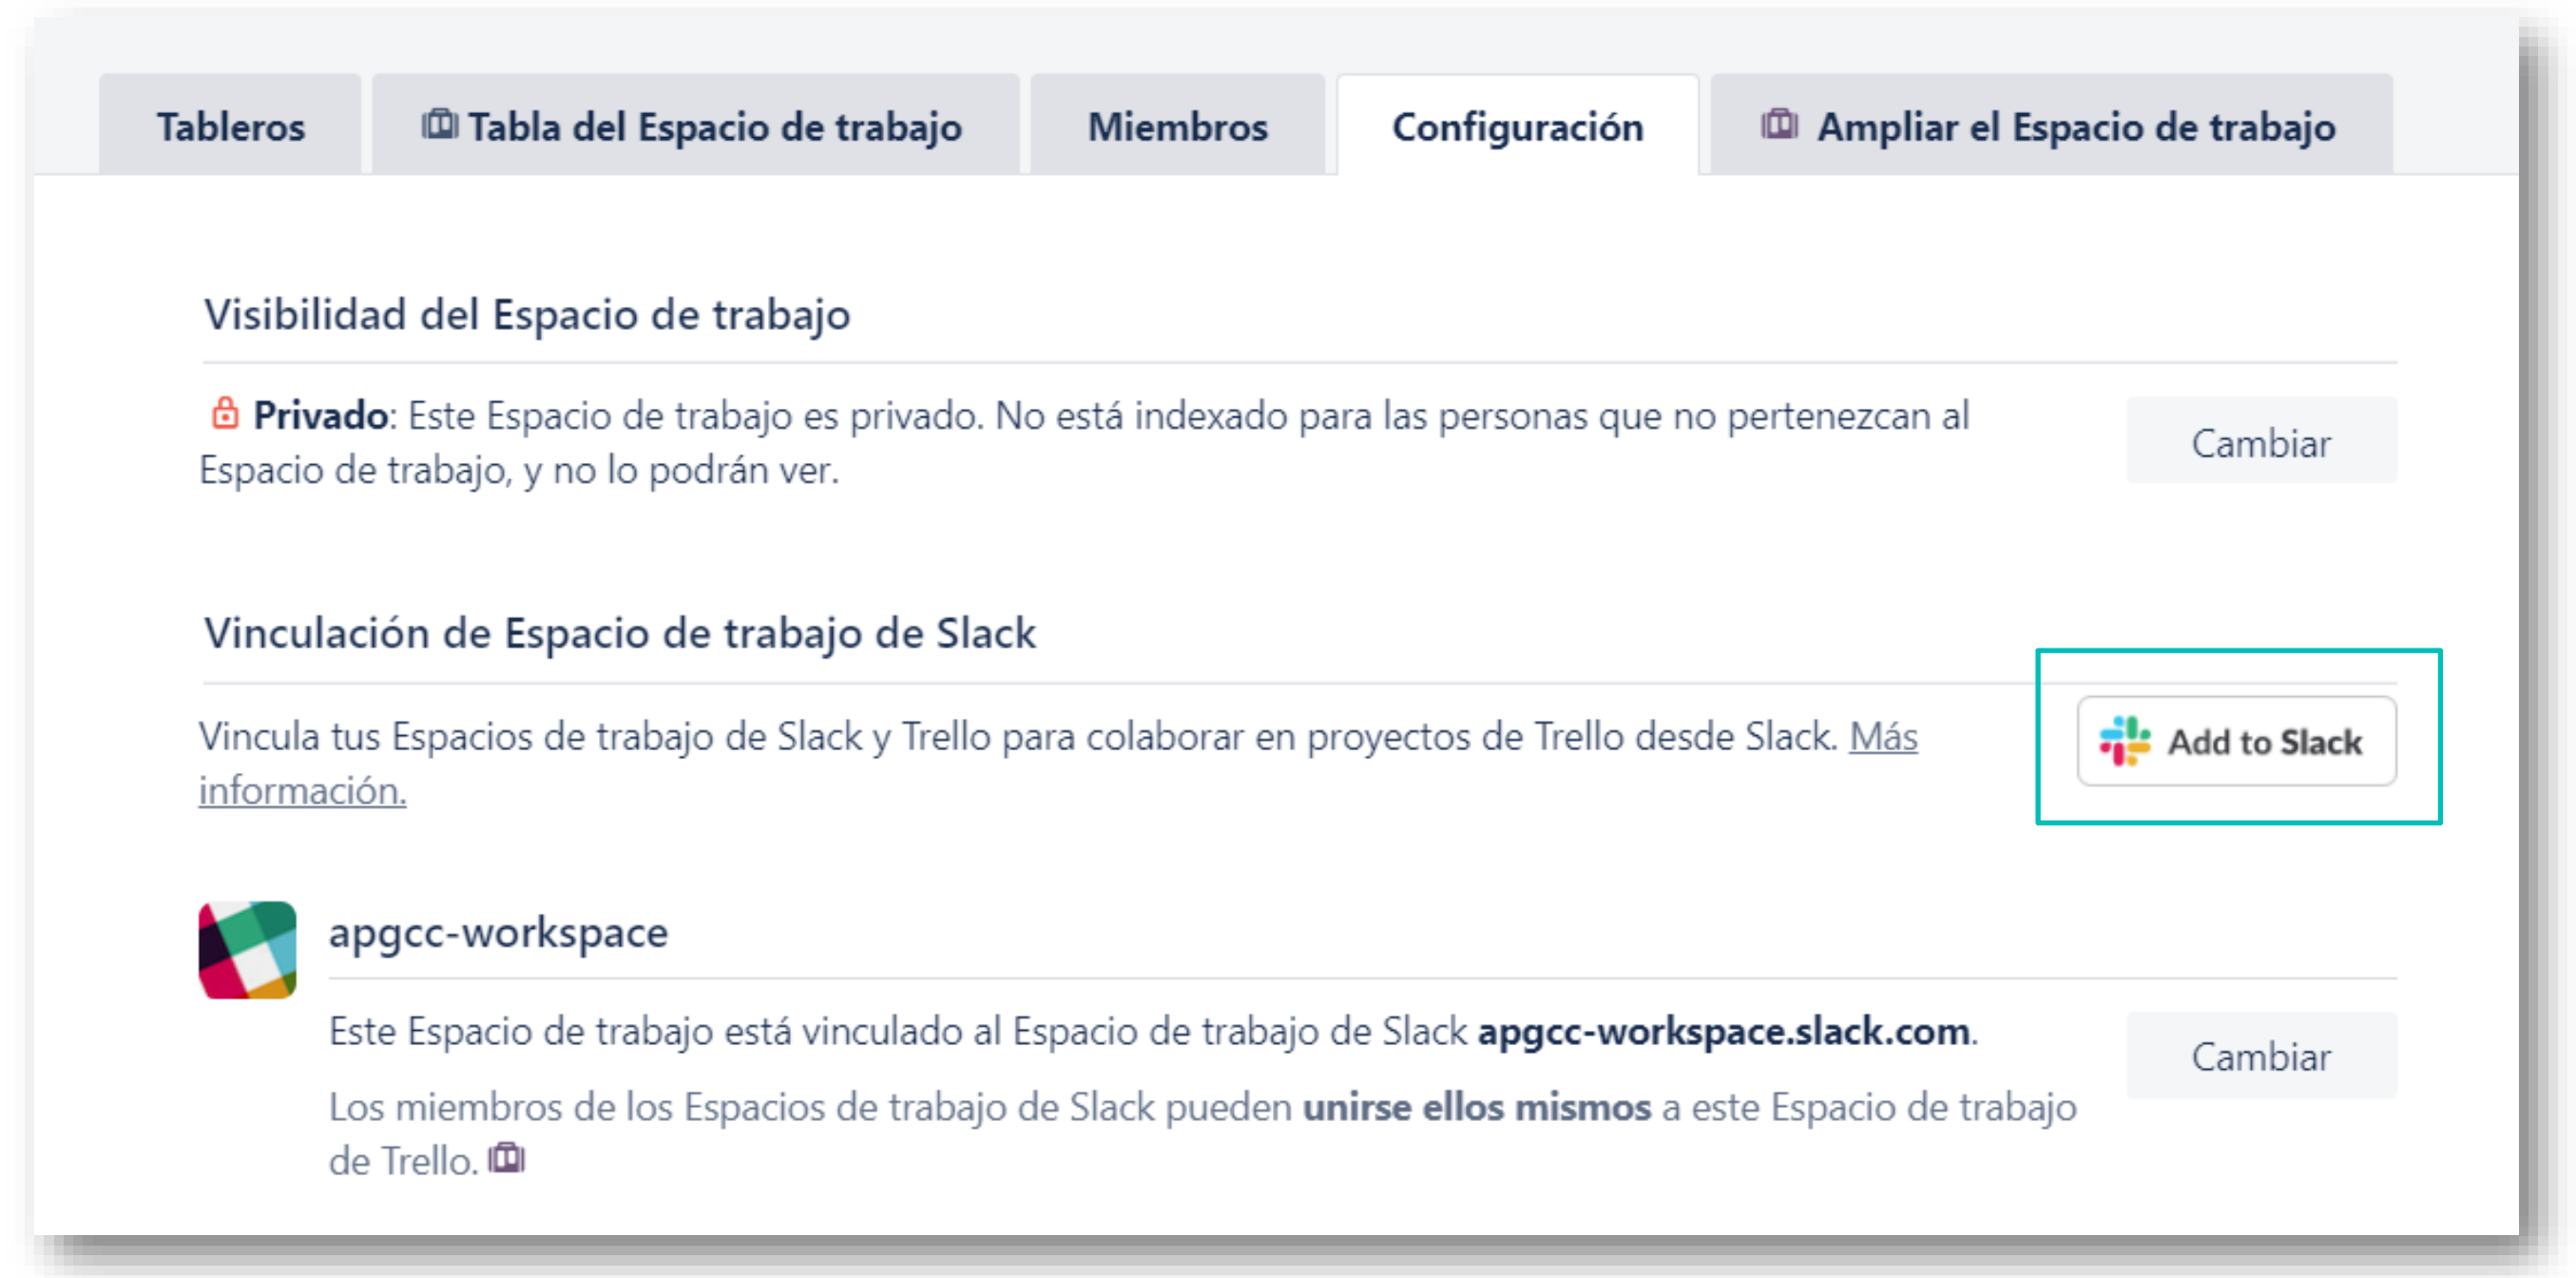 Tableros
Tabla del Espacio de trabajo
Miembros
Configuración
Ampliar el Espacio de trabajo
Visibilidad del Espacio de trabajo
Privado: Este Espacio de trabajo es privado. No está indexado para las personas que no pertenezcan al
Espacio de trabajo, y no lo podrán ver.
Cambiar
Vinculación de Espacio de trabajo de Slack
Vincula tus Espacios de trabajo de Slack y Trello para colaborar en proyectos de Trello desde Slack. Más
información.
Add to Slack
apgcc-workspace
Este Espacio de trabajo está vinculado al Espacio de trabajo de Slack apgcc-workspace.slack.com.
Cambiar
Los miembros de los Espacios de trabajo de Slack pueden unirse ellos mismos a este Espacio de trabajo
de Trello.